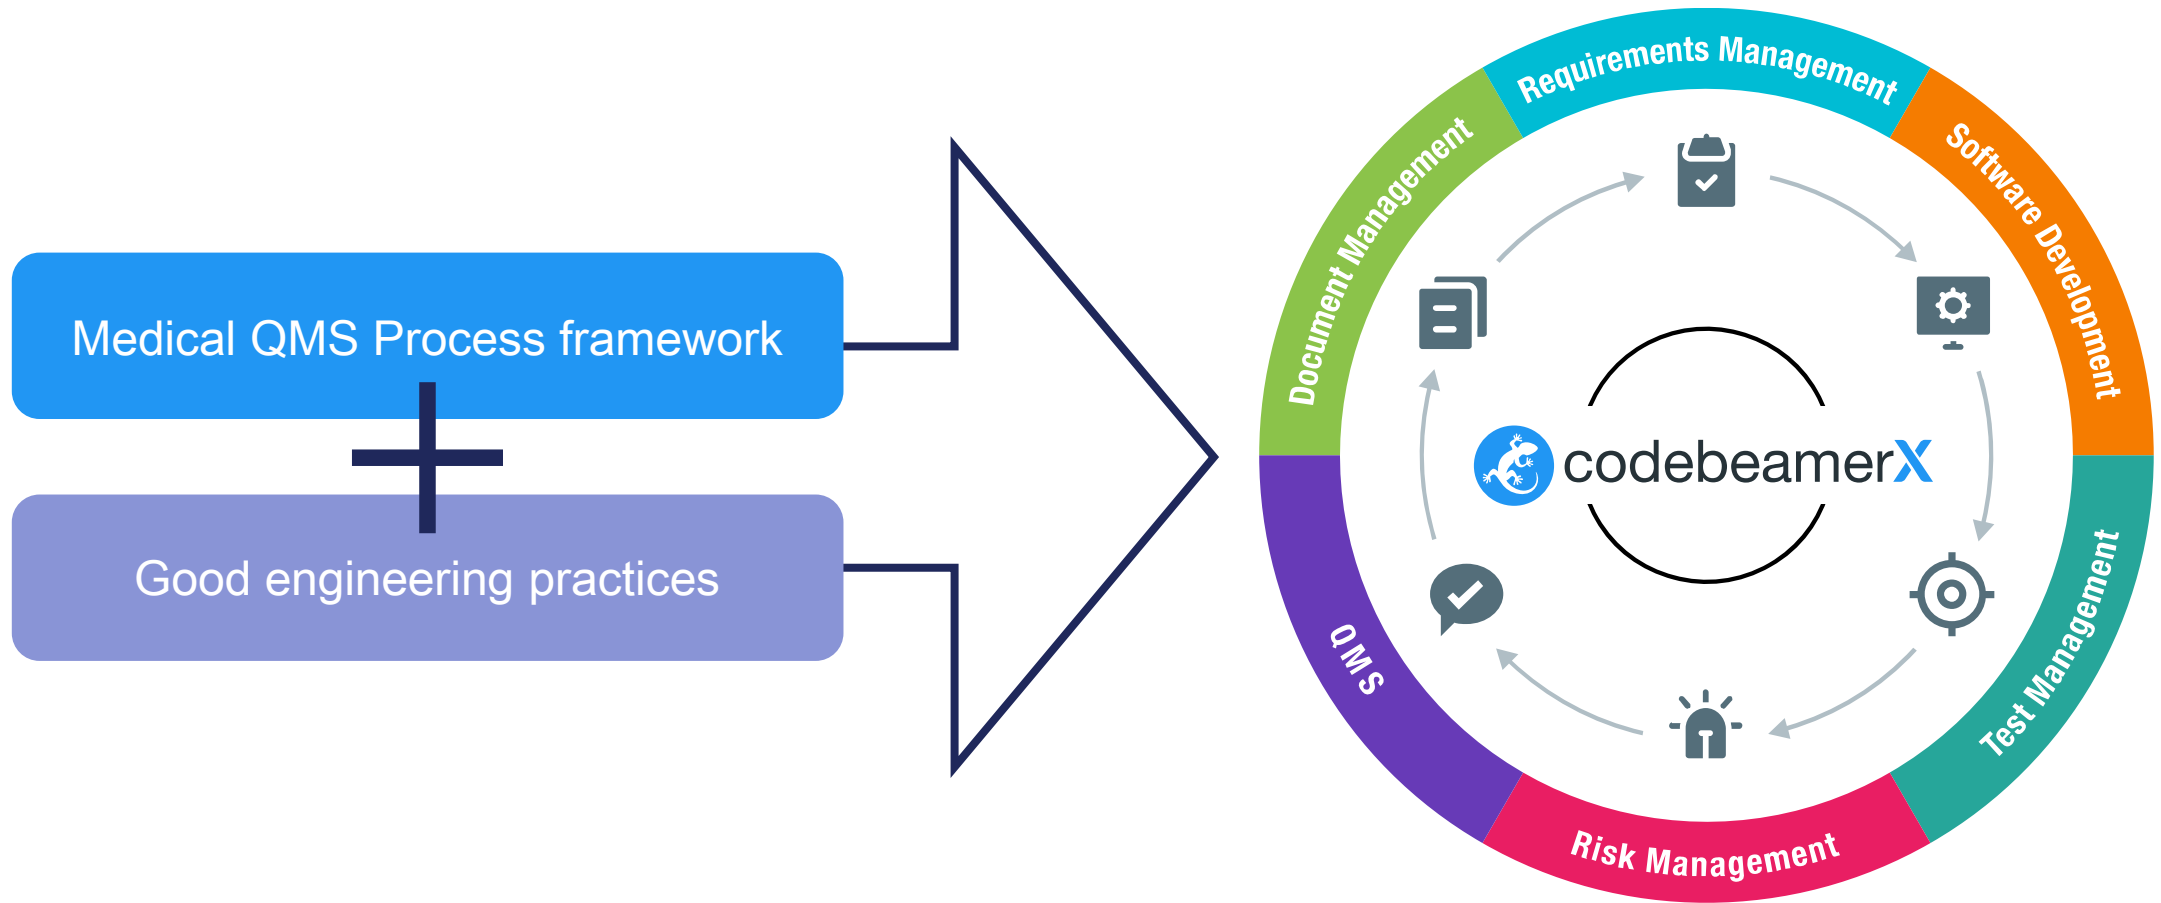 Medical QMS Process framework
Good engineering practices
Requirements Management
Software Development
Test Management
Risk Management
QMS
Document Management
codebeamerX